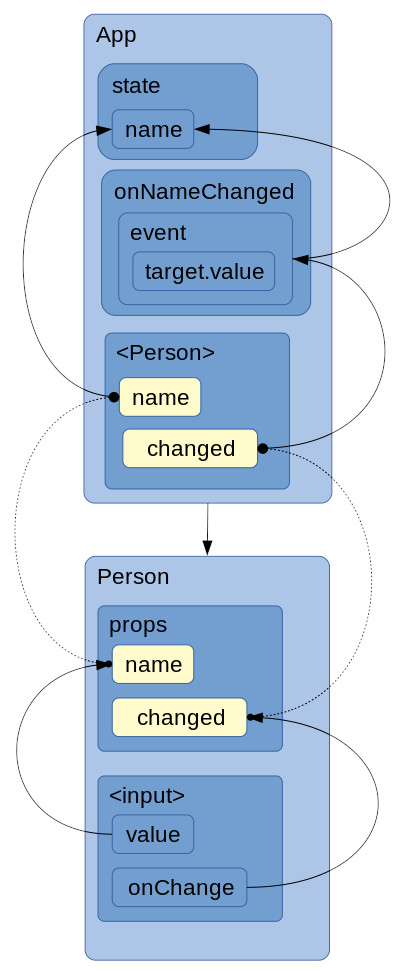 App
state
name
onNameChanged
event
target.value
<Person>
name
changed
Person
props
name
changed
<input>
value
onChange